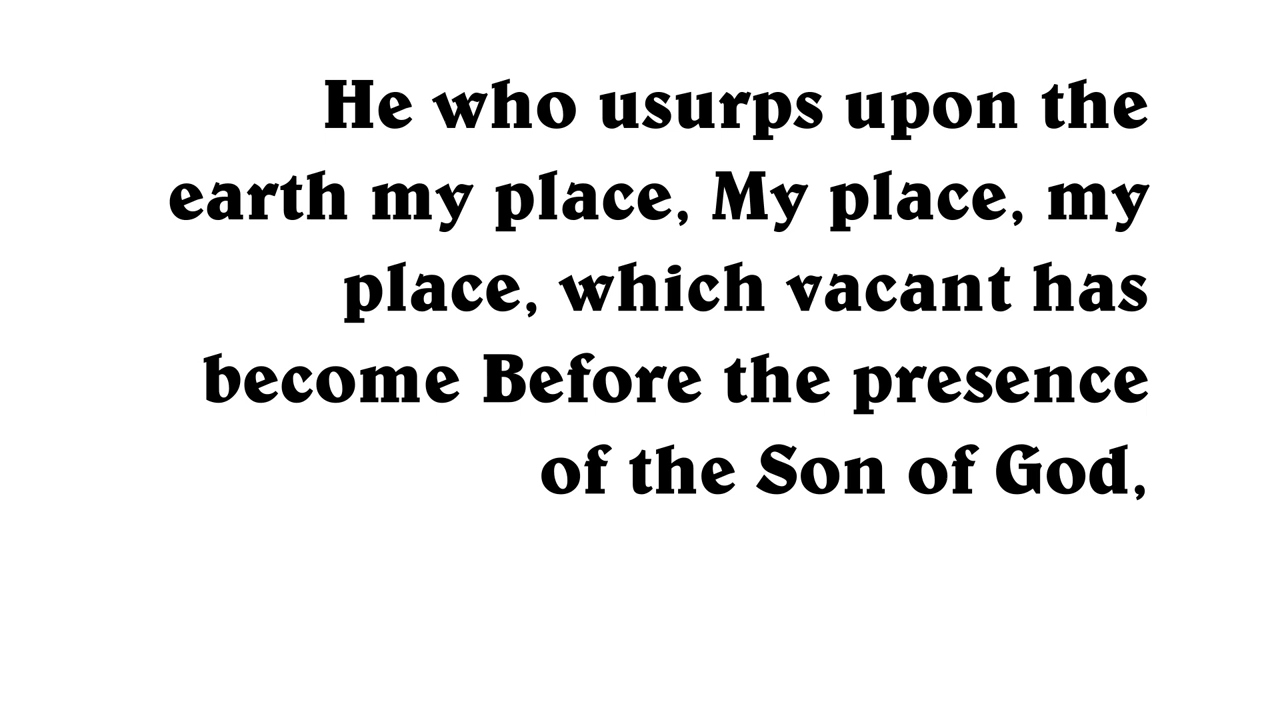 He who usurps upon the
earth my place, My place, my
place, which vacant has
become Before the presence
of the Son of God,